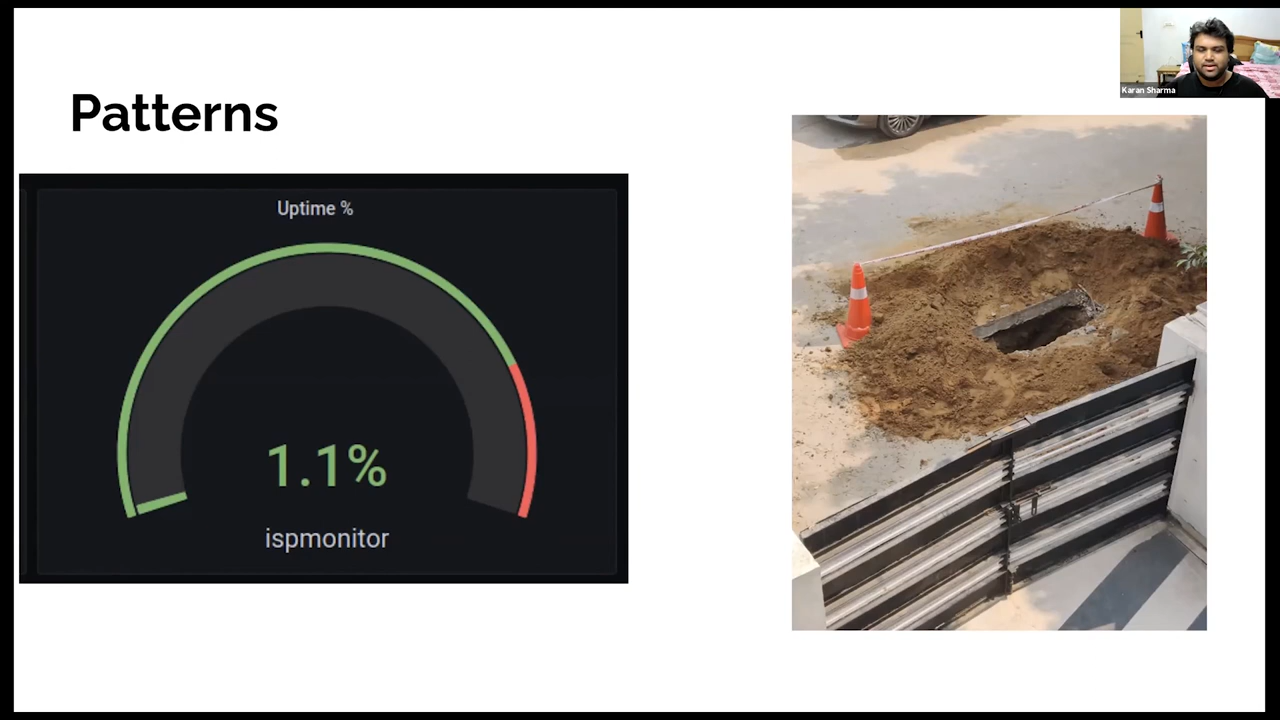 Karan Sharma
Patterns
Uptime %
1.1%
ispmonitor